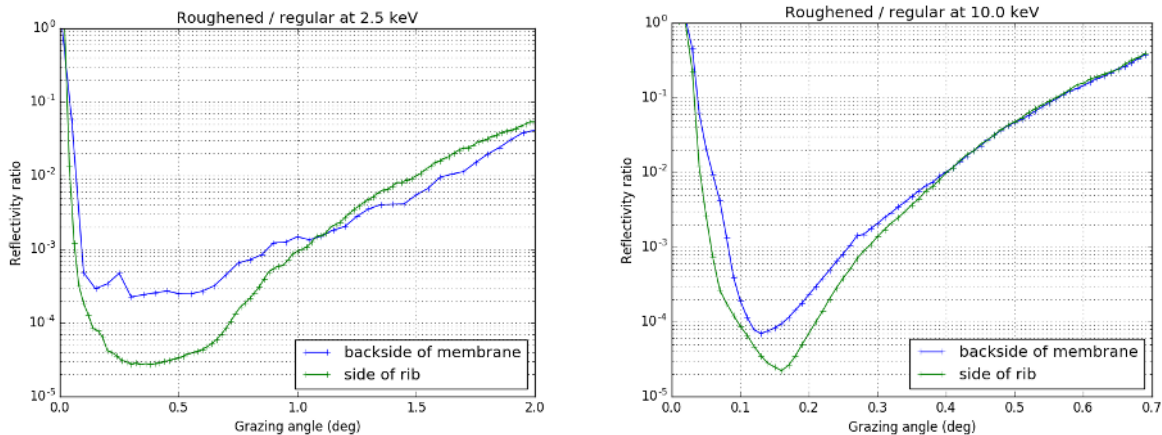 Roughened / regular at 2.5 keV
10⁰
10⁻¹
10⁻²
10⁻³
10⁻⁴
10⁻⁵
Reflectivity ratio
0.0 0.5 1.0 1.5 2.0
Grazing angle (deg)
backside of membrane
side of rib
Roughened / regular at 10.0 keV
10⁰
10⁻¹
10⁻²
10⁻³
10⁻⁴
10⁻⁵
Reflectivity ratio
0.0 0.1 0.2 0.3 0.4 0.5 0.6 0.7
Grazing angle (deg)
backside of membrane
side of rib